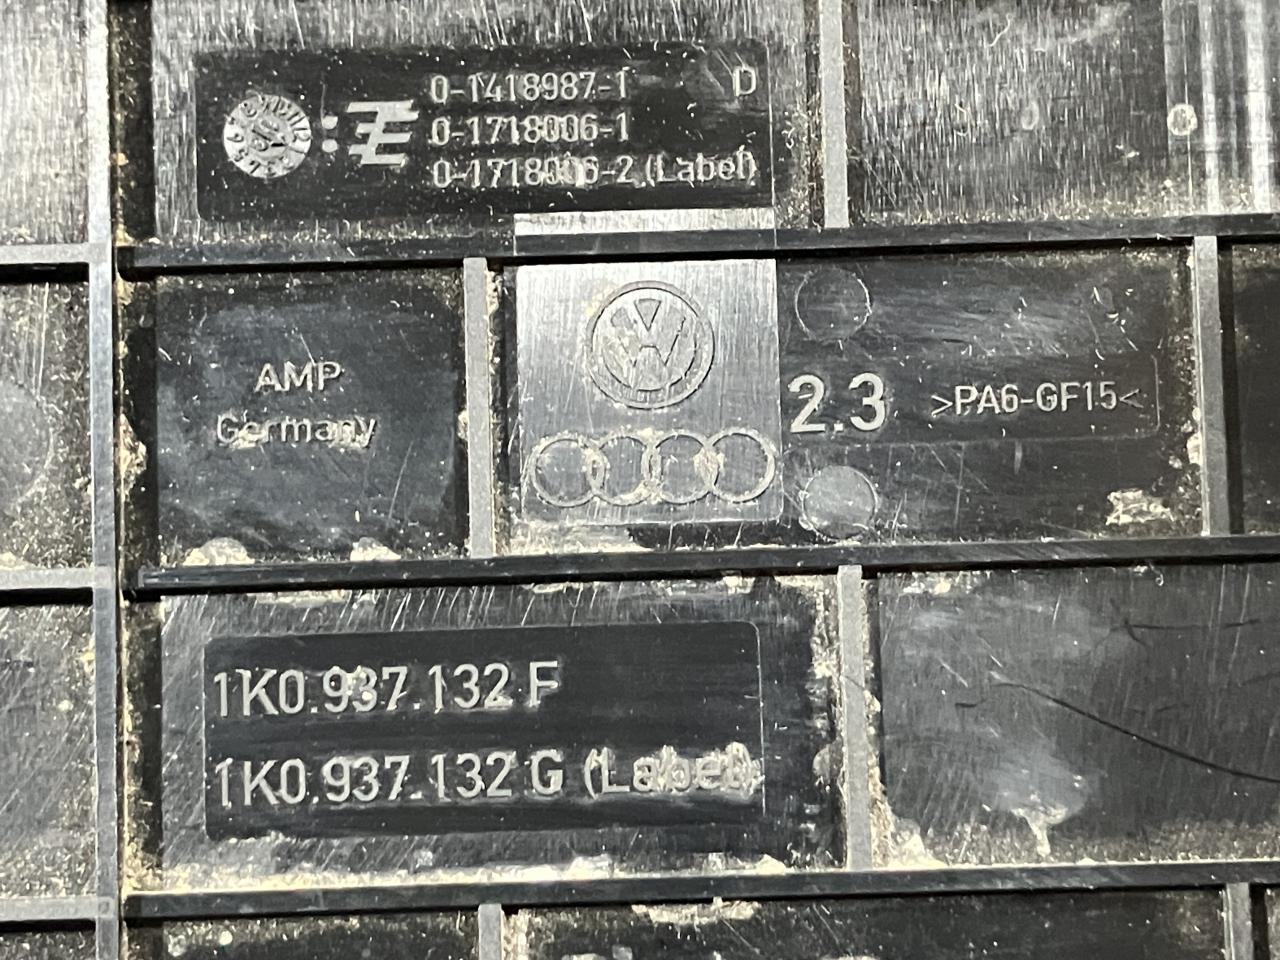 0-1418987-1 D
0-1718006-1
0-1718006-2 (Label)
AMP
Germany
2.3 >PA6-GF15<
1K0.937.132 F
1K0.937.132 G (Label)